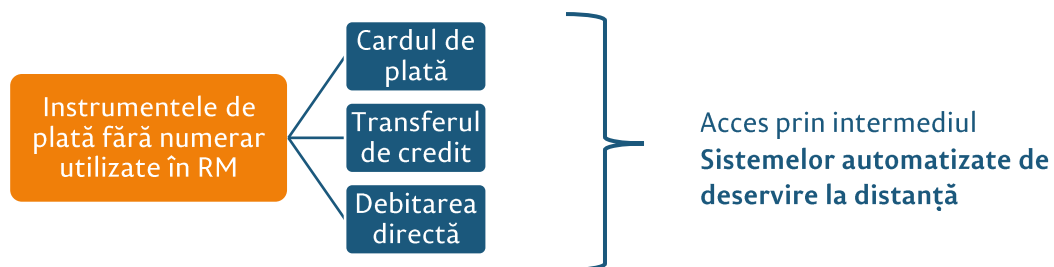 Instrumentele de
plată fără numerar
utilizate în RM
Cardul de
plată
Transferul
de credit
Debitarea
directă
Acces prin intermediul
Sistemelor automatizate de
deservire la distanță